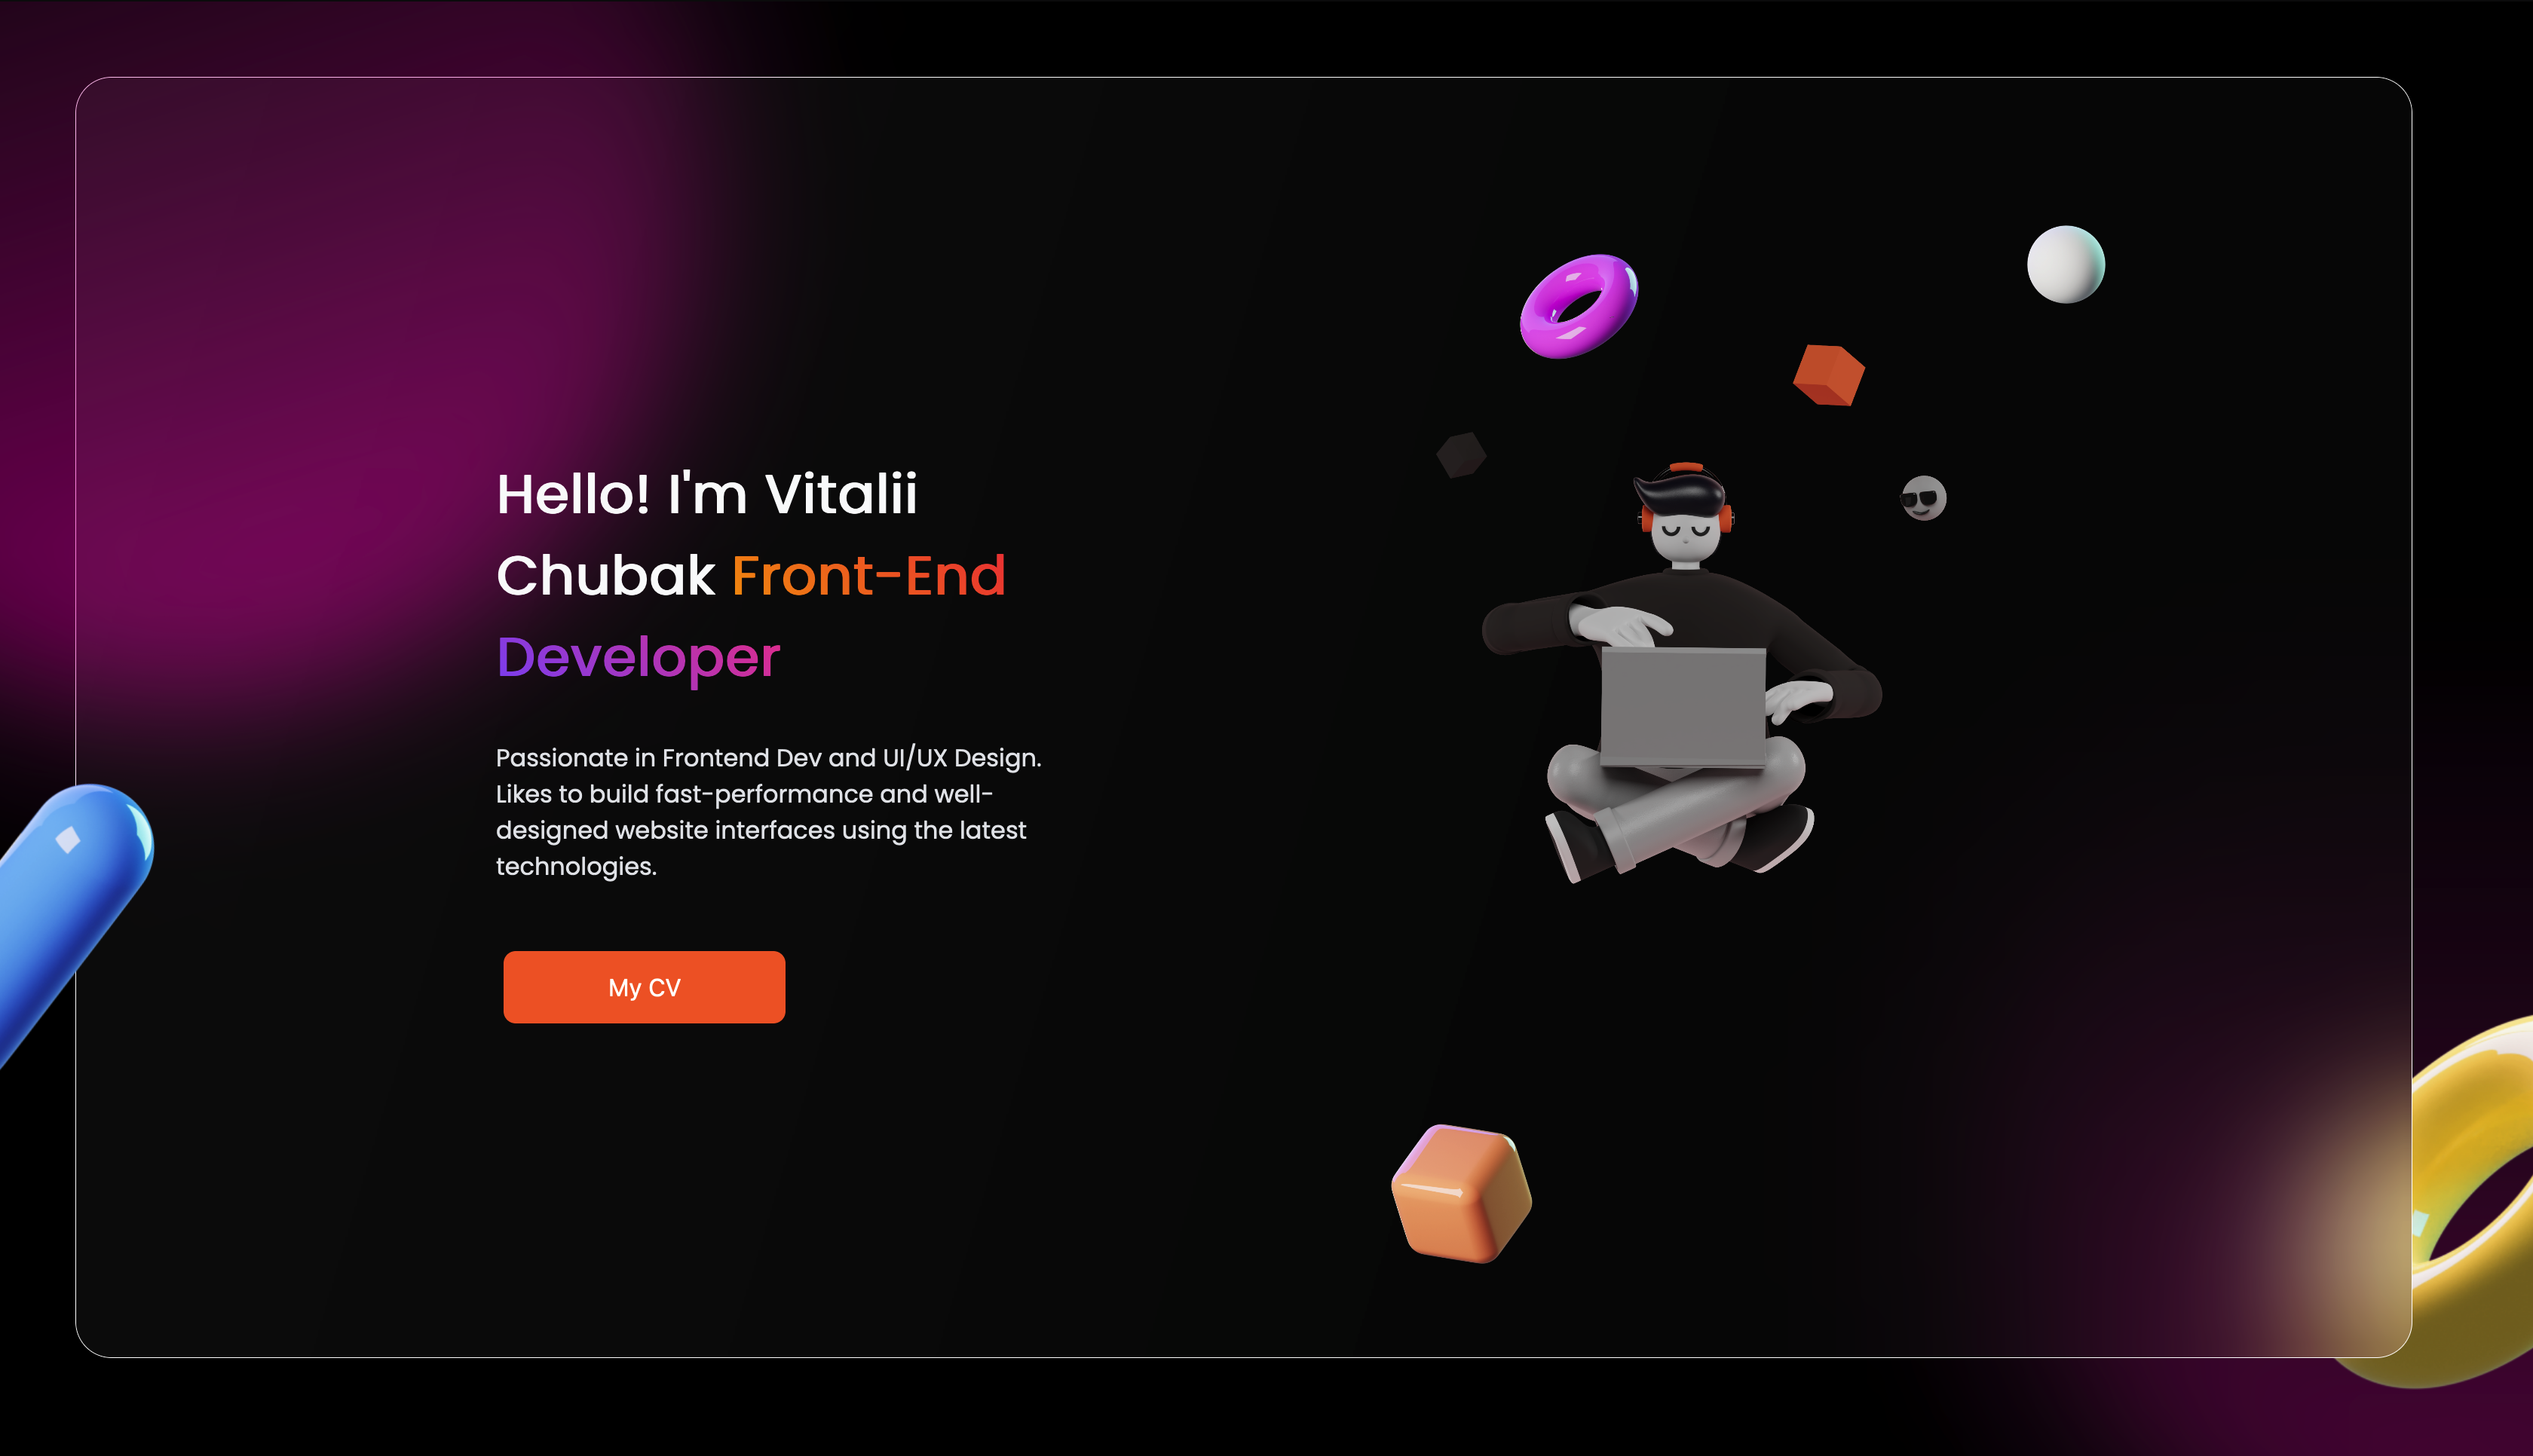 Hello! I'm Vitalii
Chubak Front-End
Developer
Passionate in Frontend Dev and UI/UX Design.
Likes to build fast-performance and well-
designed website interfaces using the latest
technologies.
My CV